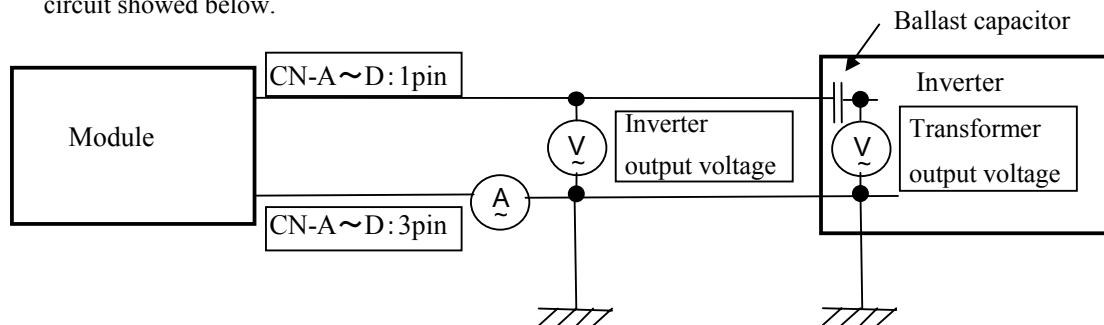 circuit showed below.
Ballast capacitor
CN-A～D:1pin
Inverter
Module
Inverter
output voltage
Transformer
output voltage
V
~
V
~
A
~
CN-A～D:3pin